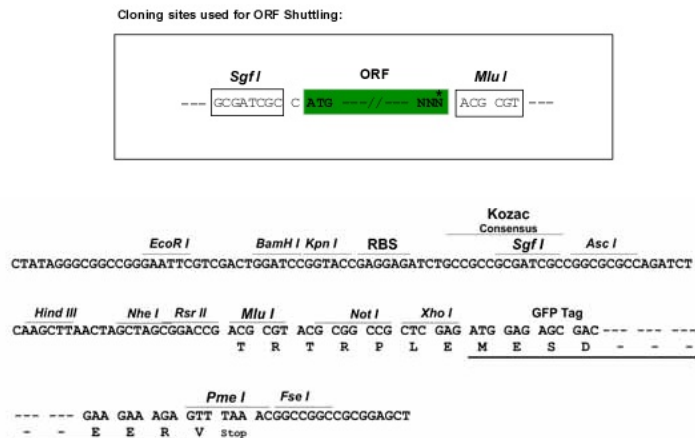 Cloning sites used for ORF Shuttling:
Sgf I ORF Mlu I
--- GCGATCGC C ATG ---//--- NNN* ACG CGT ---
Kozac
Consensus
EcoR I BamH I Kpn I RBS Sgf I Asc I
CTATAGGGCGGCCGGGAATTCGTCGACTGGATCCGGTACCGAGGAGATCTGCCGCCGCGATCGCCGGCGCGCCAGATCT
Hind III Nhe I Rsr II Mlu I Not I Xho I GFP Tag
CAAGCTTAACTAGCTAGCGGACCG ACG CGT ACG CGG CCG CTC GAG ATG GAG AGC GAC --- --- ---
T R T R P L E M E S D - - -
Pme I Fse I
--- --- GAA GAA AGA GTT TAA ACGGCCGGCCGCGGAGCT
- - E E R V Stop